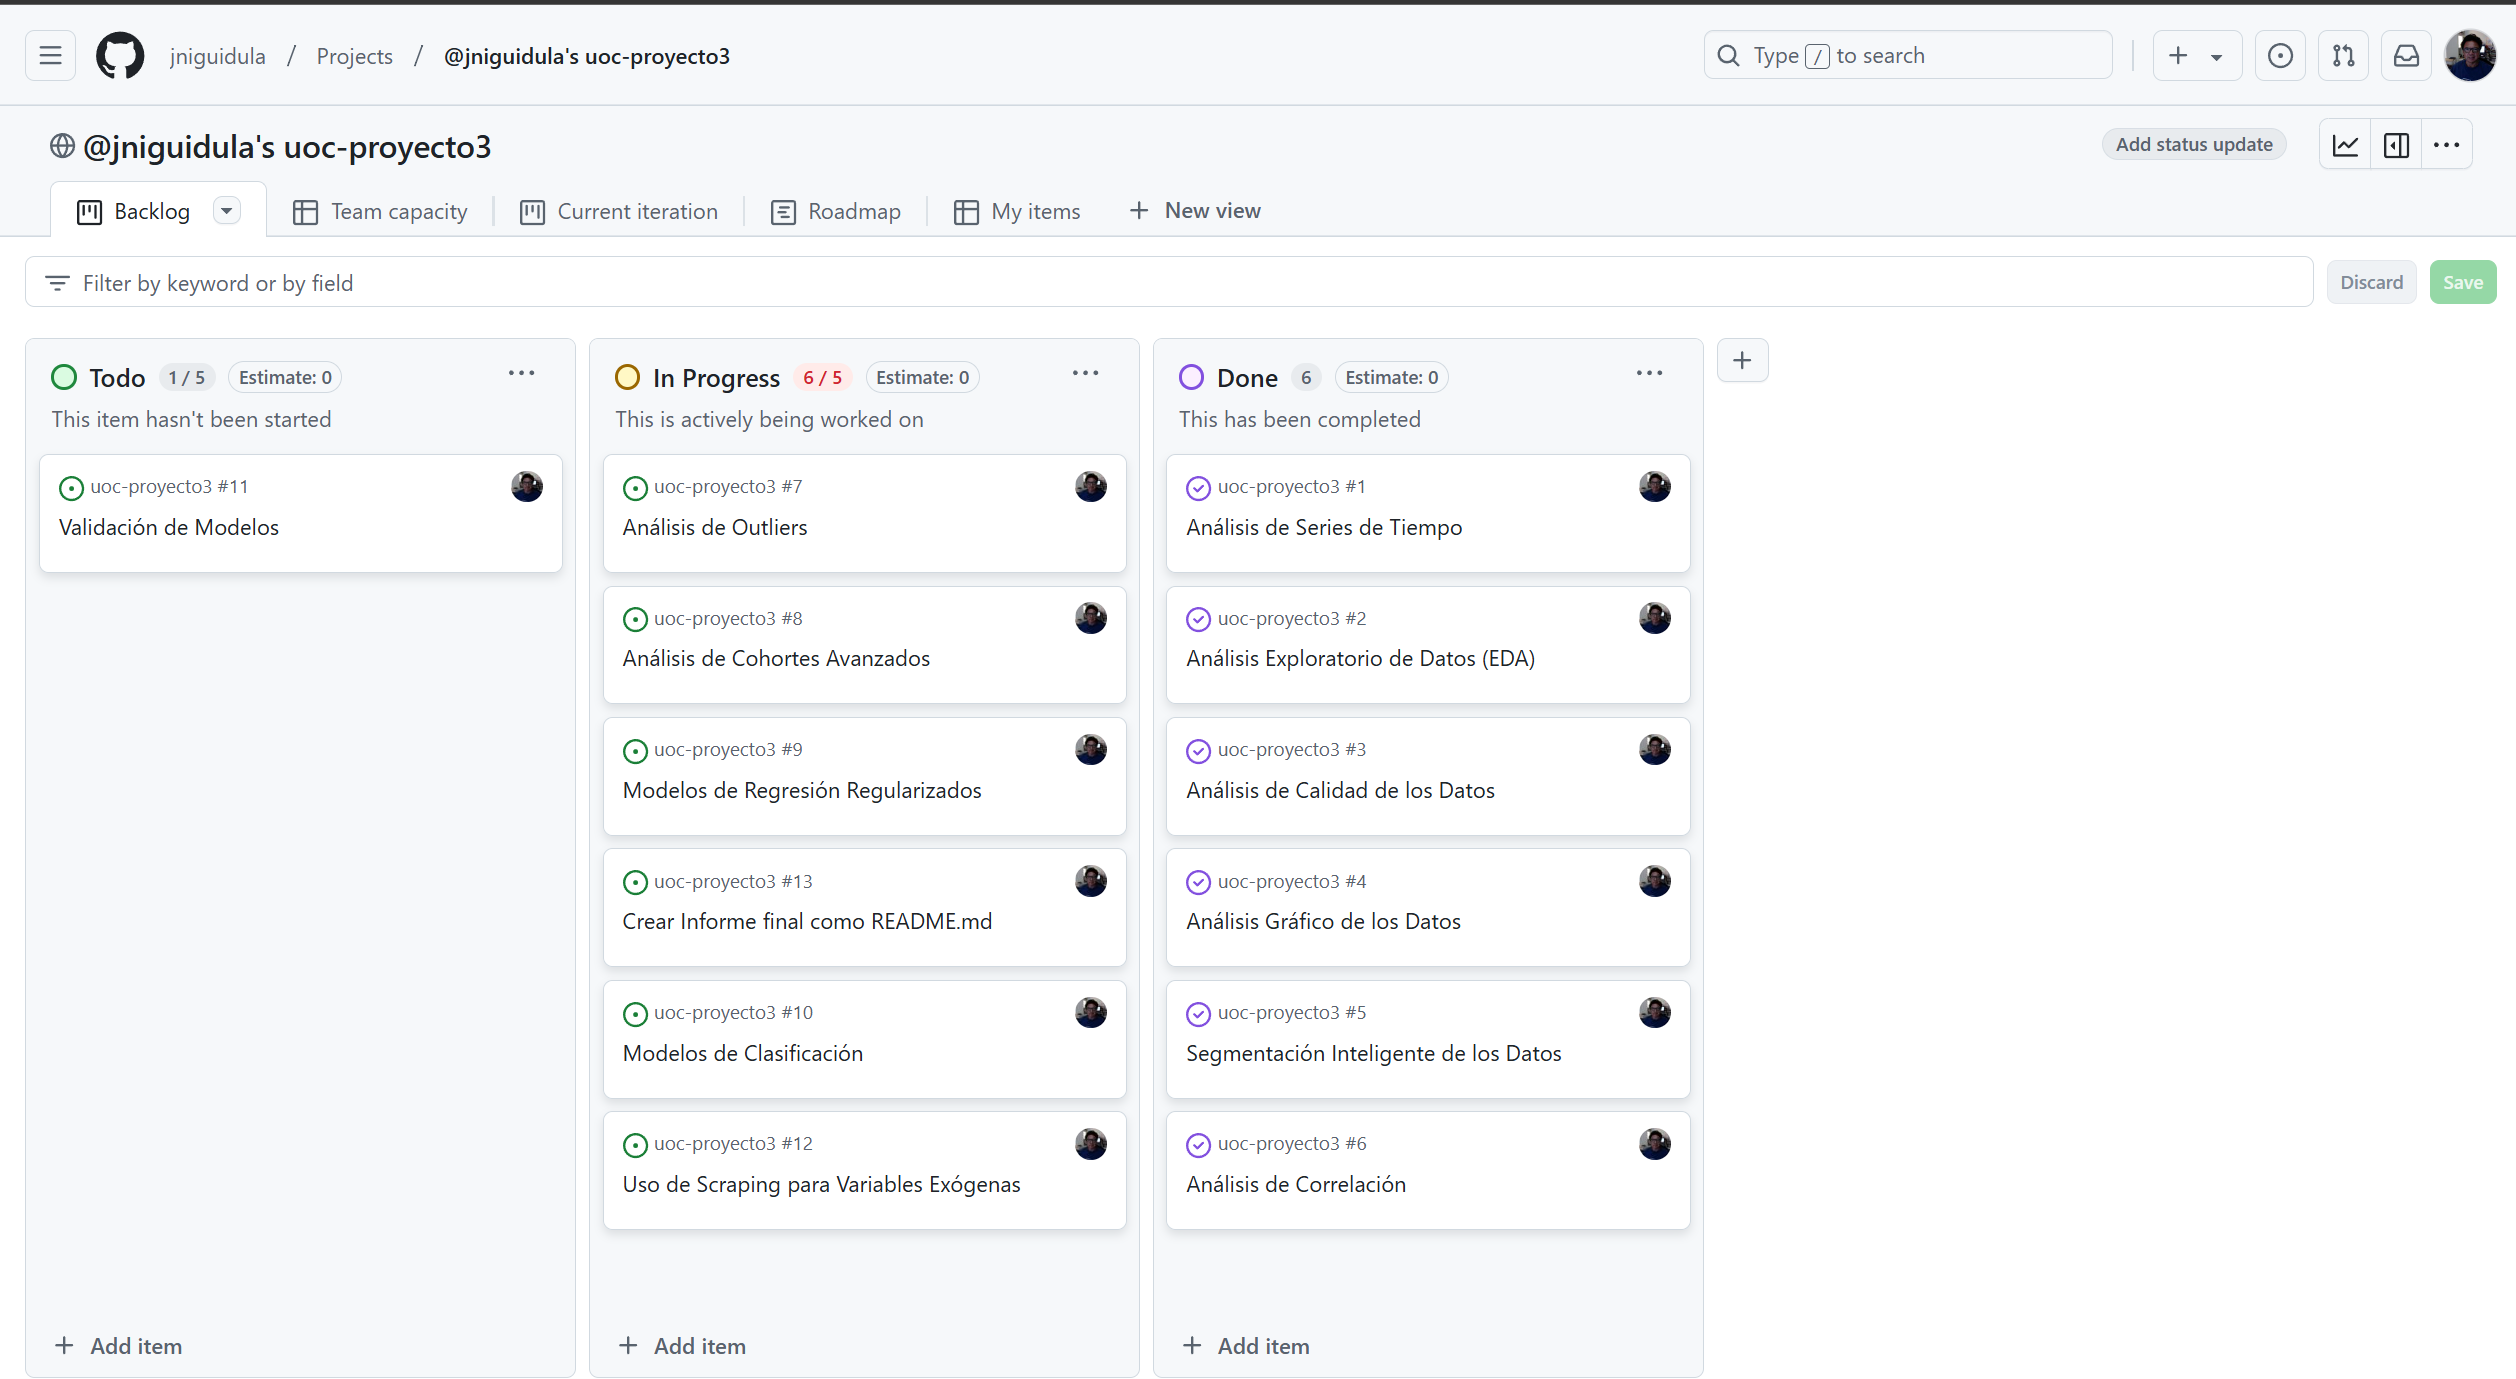 jniguidula / Projects / @jniguidula's uoc-proyecto3
Type / to search
@jniguidula's uoc-proyecto3
Add status update
Backlog
Team capacity
Current iteration
Roadmap
My items
New view
Filter by keyword or by field
Discard
Save
Todo 1 / 5 Estimate: 0
This item hasn't been started
uoc-proyecto3 #11
Validación de Modelos
Add item
In Progress 6 / 5 Estimate: 0
This is actively being worked on
uoc-proyecto3 #7
Análisis de Outliers
uoc-proyecto3 #8
Análisis de Cohortes Avanzados
uoc-proyecto3 #9
Modelos de Regresión Regularizados
uoc-proyecto3 #13
Crear Informe final como README.md
uoc-proyecto3 #10
Modelos de Clasificación
uoc-proyecto3 #12
Uso de Scraping para Variables Exógenas
Add item
Done 6 Estimate: 0
This has been completed
uoc-proyecto3 #1
Análisis de Series de Tiempo
uoc-proyecto3 #2
Análisis Exploratorio de Datos (EDA)
uoc-proyecto3 #3
Análisis de Calidad de los Datos
uoc-proyecto3 #4
Análisis Gráfico de los Datos
uoc-proyecto3 #5
Segmentación Inteligente de los Datos
uoc-proyecto3 #6
Análisis de Correlación
Add item